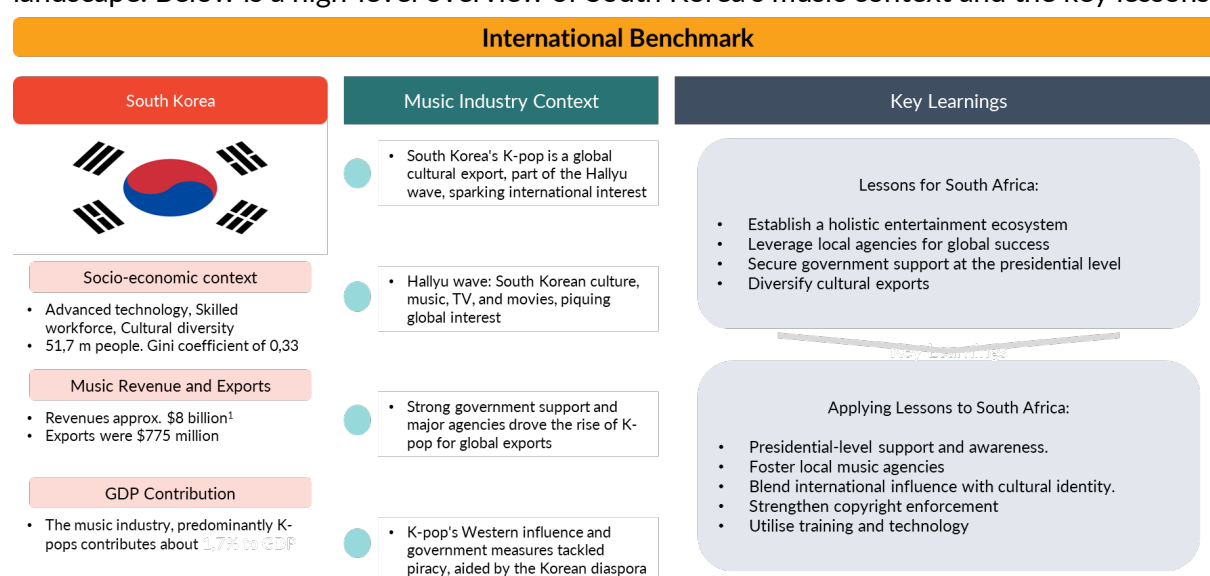 landscape. Below is a high-level overview of South Korea's music context and the key lessons
International Benchmark
South Korea
Socio-economic context
• Advanced technology, Skilled
workforce, Cultural diversity
• 51,7 m people. Gini coefficient of 0,33
Music Revenue and Exports
• Revenues approx. $8 billion1
• Exports were $775 million
GDP Contribution
• The music industry, predominantly K-
pops contributes about 1,7% to GDP
Music Industry Context
• South Korea's K-pop is a global
cultural export, part of the Hallyu
wave, sparking international interest
• Hallyu wave: South Korean culture,
music, TV, and movies, piquing
global interest
• Strong government support and
major agencies drove the rise of K-
pop for global exports
• K-pop's Western influence and
government measures tackled
piracy, aided by the Korean diaspora
Key Learnings
Lessons for South Africa:
• Establish a holistic entertainment ecosystem
• Leverage local agencies for global success
• Secure government support at the presidential level
• Diversify cultural exports
Key Learnings
Applying Lessons to South Africa:
• Presidential-level support and awareness.
• Foster local music agencies
• Blend international influence with cultural identity.
• Strengthen copyright enforcement
• Utilise training and technology